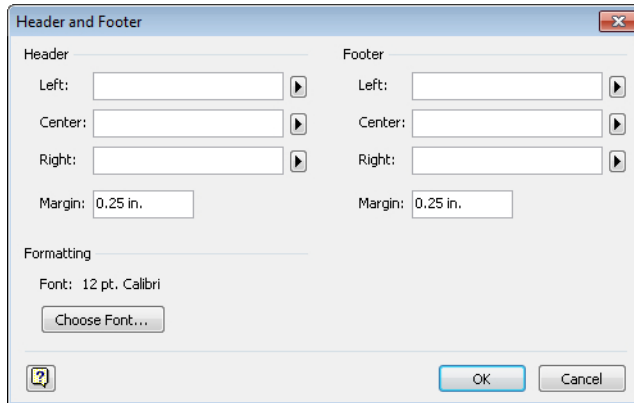 Header and Footer
Header
Left:
Center:
Right:
Margin: 0.25 in.
Footer
Left:
Center:
Right:
Margin: 0.25 in.
Formatting
Font: 12 pt. Calibri
Choose Font...
?
OK
Cancel